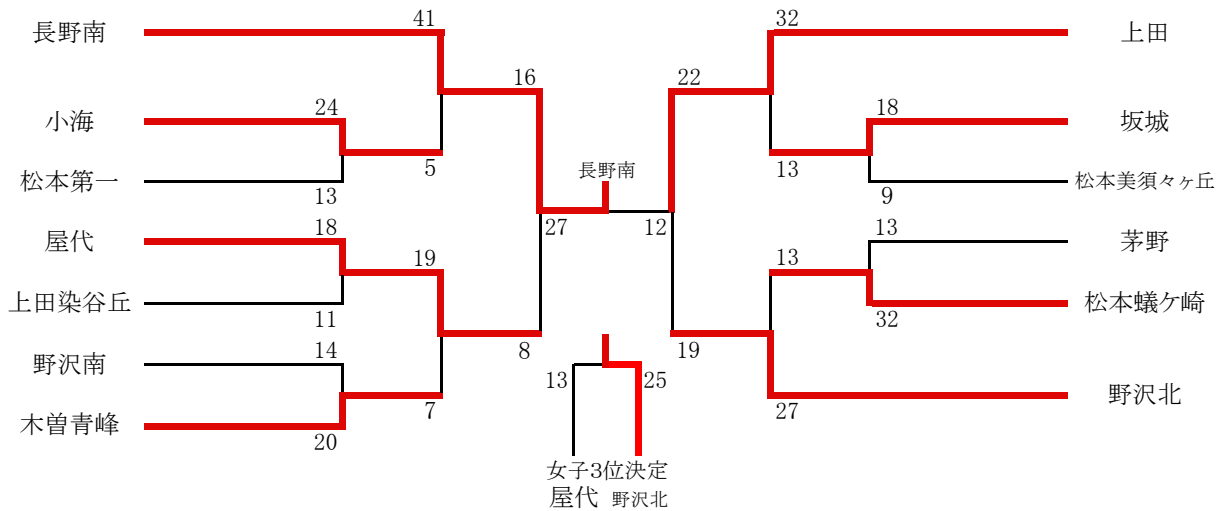 41
32
長野南
上田
16
22
24
18
小海
坂城
5
13
長野南
松本第一
松本美須々ヶ丘
13
9
18
27
12
13
屋代
茅野
19
13
上田染谷丘
松本蟻ケ崎
11
32
14
8
19
野沢南
13
25
7
27
野沢北
木曽青峰
20
女子3位決定
屋代 野沢北